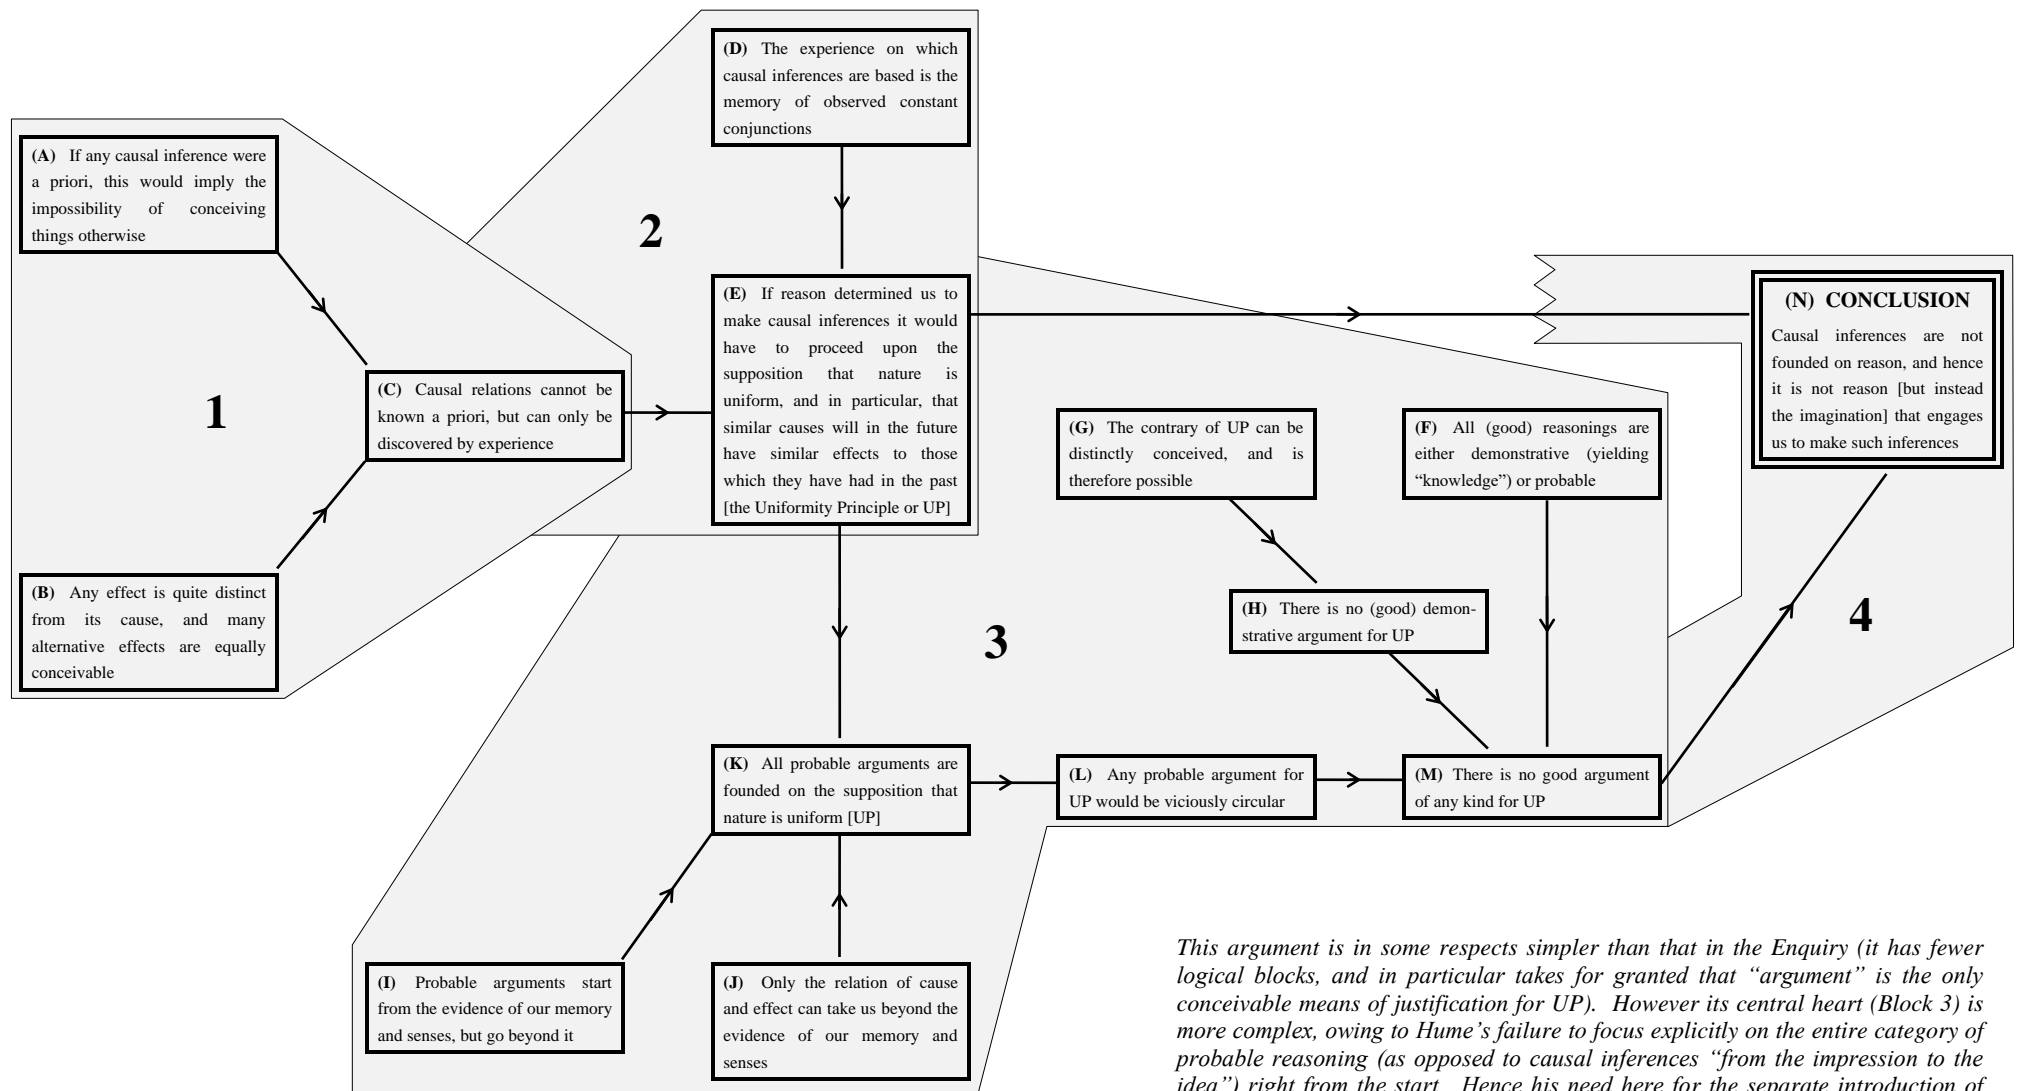 (D) The experience on which
causal inferences are based is the
memory of observed constant
conjunctions
(A) If any causal inference were
a priori, this would imply the
impossibility of conceiving
things otherwise
2
(E) If reason determined us to
make causal inferences it would
have to proceed upon the
supposition that nature is
uniform, and in particular, that
similar causes will in the future
have similar effects to those
which they have had in the past
[the Uniformity Principle or UP]
(N) CONCLUSION
Causal inferences are not
founded on reason, and hence
it is not reason [but instead
the imagination] that engages
us to make such inferences
1
(C) Causal relations cannot be
known a priori, but can only be
discovered by experience
(G) The contrary of UP can be
distinctly conceived, and is
therefore possible
(F) All (good) reasonings are
either demonstrative (yielding
“knowledge”) or probable
(B) Any effect is quite distinct
from its cause, and many
alternative effects are equally
conceivable
3
(H) There is no (good) demon-
strative argument for UP
4
(K) All probable arguments are
founded on the supposition that
nature is uniform [UP]
(L) Any probable argument for
UP would be viciously circular
(M) There is no good argument
of any kind for UP
(I) Probable arguments start
from the evidence of our memory
and senses, but go beyond it
(J) Only the relation of cause
and effect can take us beyond the
evidence of our memory and
senses
This argument is in some respects simpler than that in the Enquiry (it has fewer
logical blocks, and in particular takes for granted that “argument” is the only
conceivable means of justification for UP). However its central heart (Block 3) is
more complex, owing to Hume’s failure to focus explicitly on the entire category of
probable reasoning (as opposed to causal inferences “from the impression to the
idea”) right from the start. Hence his need here for the separate introduction of